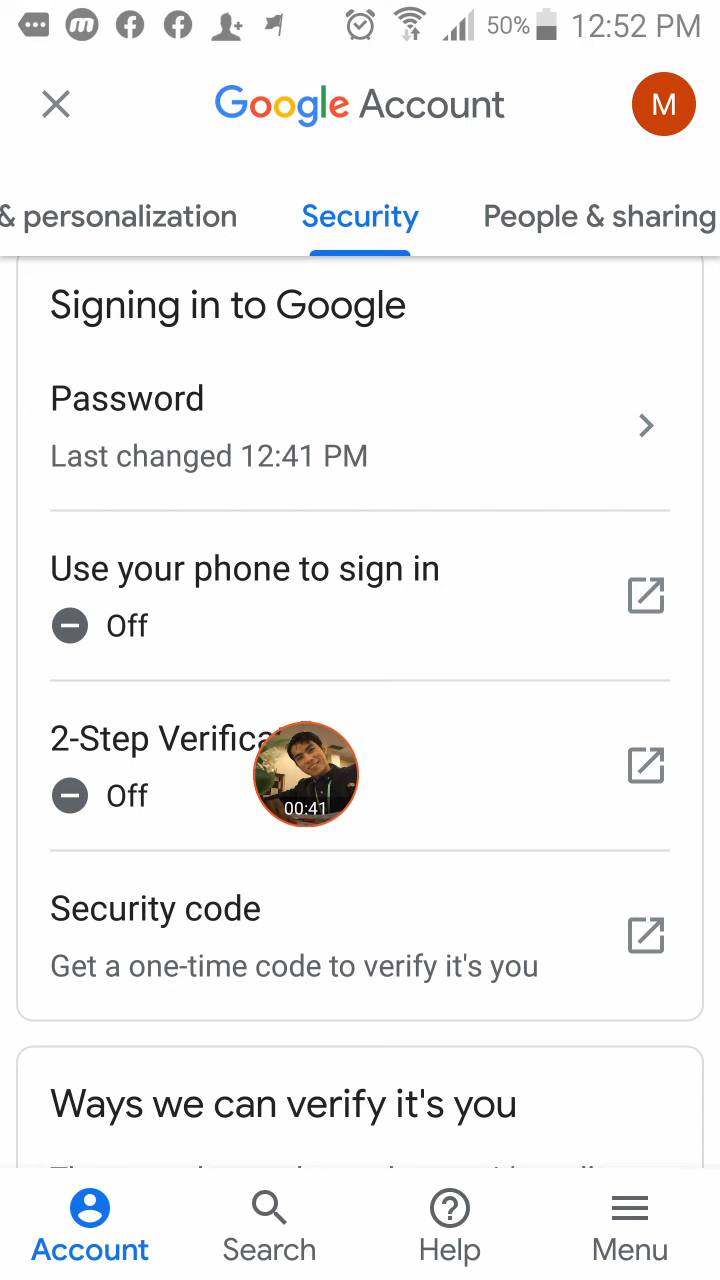 50% 12:52 PM
Google Account
M
& personalization Security People & sharing
Signing in to Google
Password
Last changed 12:41 PM
Use your phone to sign in
Off
2-Step
Off
00:41
Security code
Get a one-time code to verify it's you
Ways we can verify it's you
Account Search Help Menu